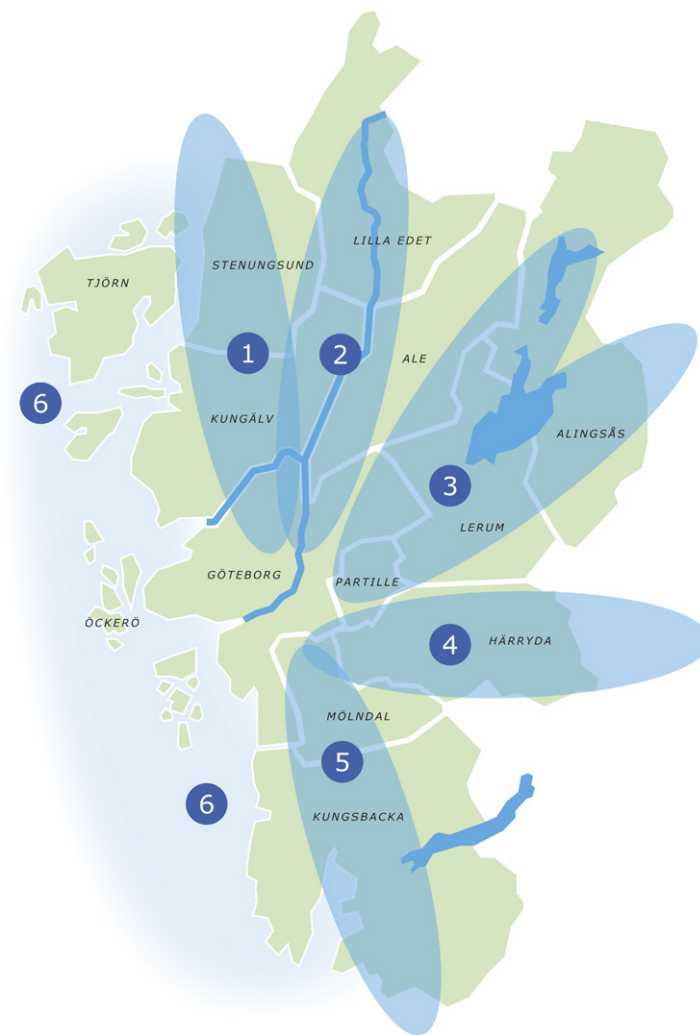 LILLA EDET
STENUNGSUND
TJÖRN
1
2
ALE
6
KUNGÄLV
ALINGSÅS
3
LERUM
GÖTEBORG
PARTILLE
ÖCKERÖ
4
HÄRRYDA
MÖLNDAL
5
6
KUNGSBACKA